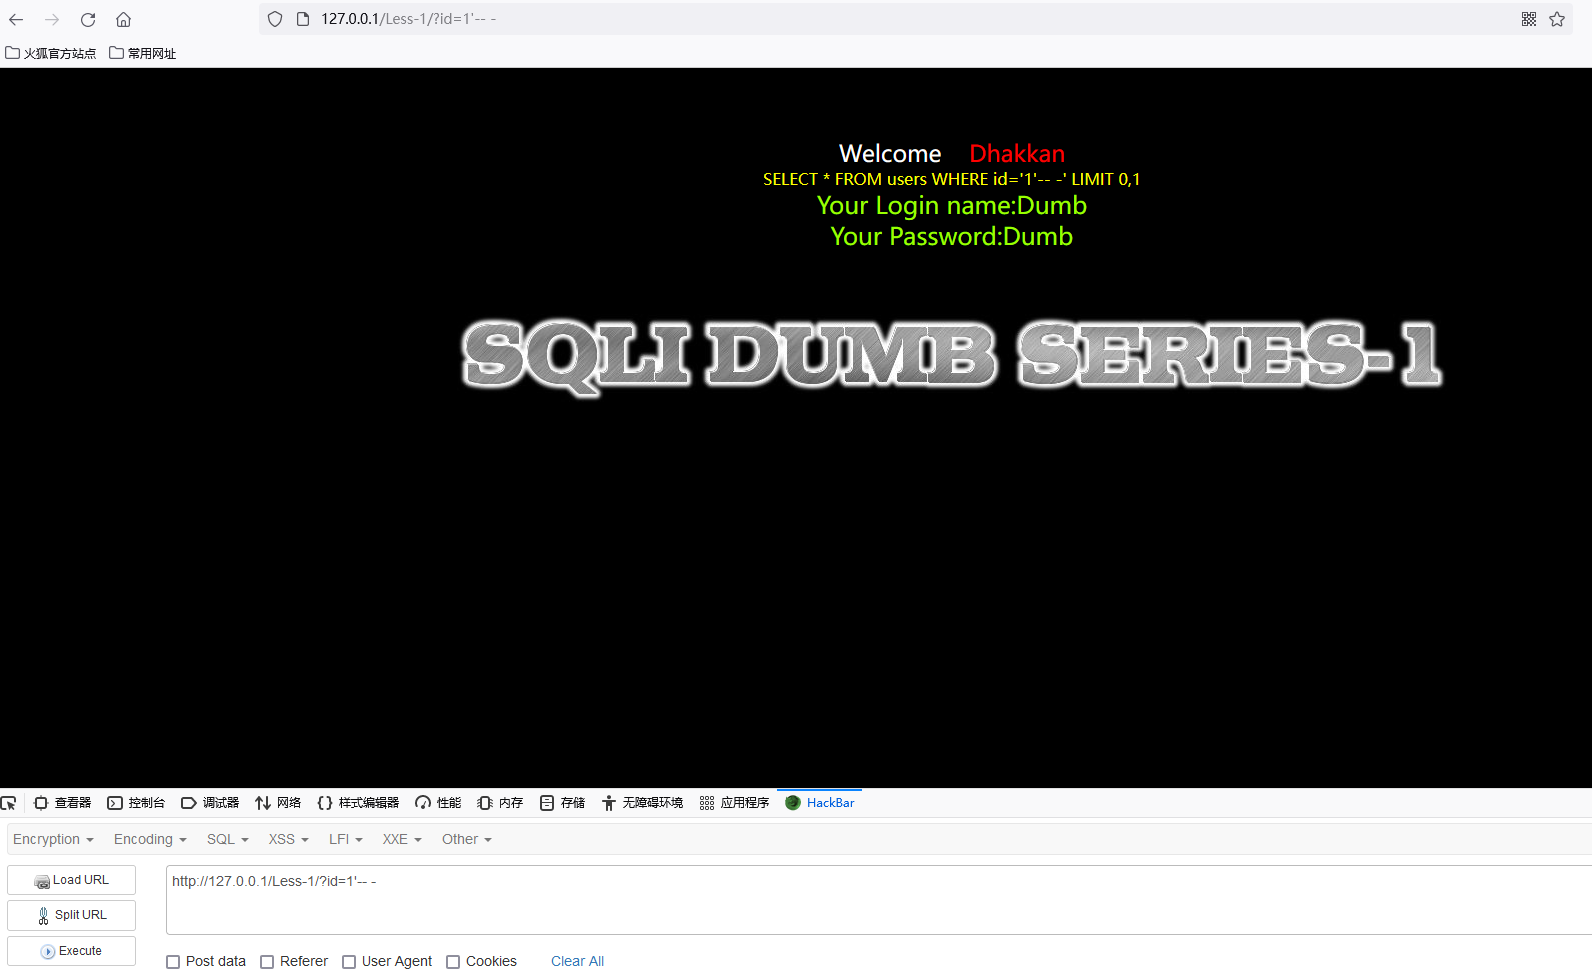 127.0.0.1/Less-1/?id=1'-- -
火狐官方站点 常用网址
Welcome Dhakkan
SELECT * FROM users WHERE id='1'-- -' LIMIT 0,1
Your Login name:Dumb
Your Password:Dumb
SQLI DUMB SERIES-1
查看器 控制台 调试器 网络 样式编辑器 性能 内存 存储 无障碍环境 应用程序 HackBar
Encryption Encoding SQL XSS LFI XXE Other
Load URL
http://127.0.0.1/Less-1/?id=1'-- -
Split URL
Execute
Post data Referer User Agent Cookies Clear All